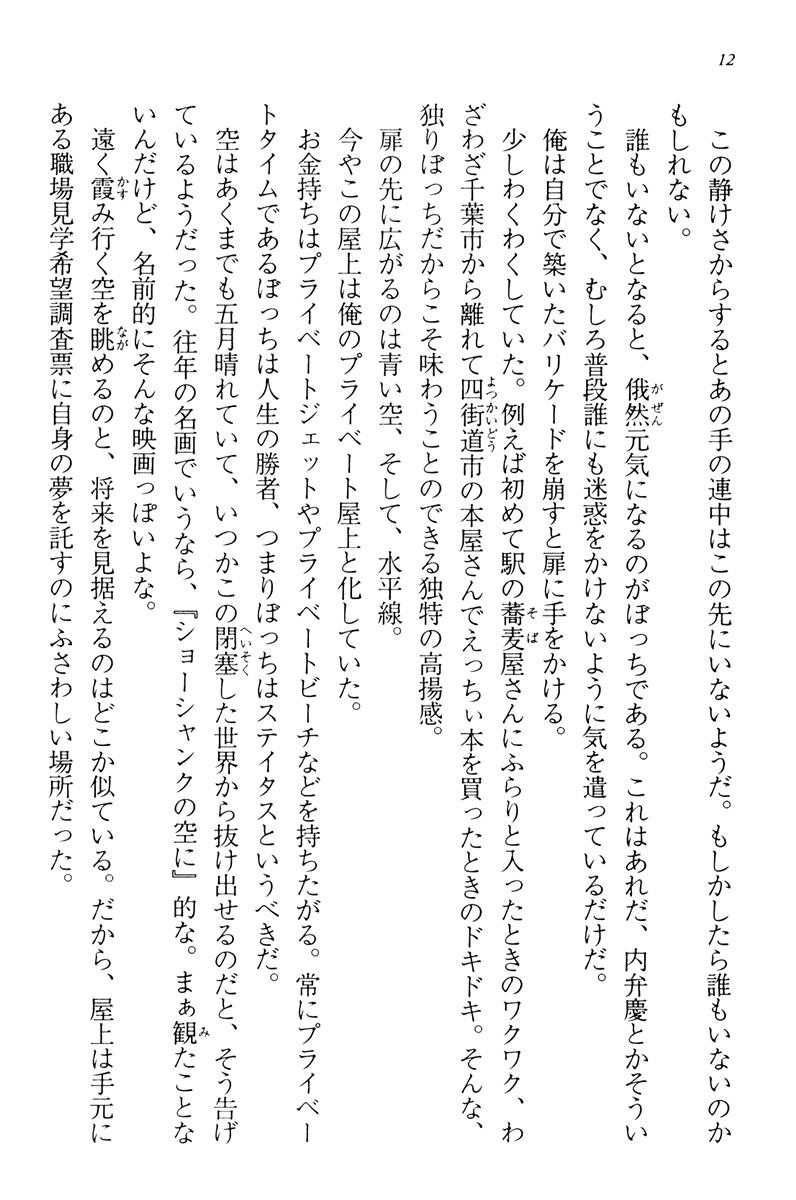 12
　この静けさからするとあの手の連中はこの先にいないようだ。もしかしたら誰もいないのか
もしれない。
　誰もいないとなると、俄然元気になるのがぼっちである。これはあれだ、内弁慶とかそうい
うことでなく、むしろ普段誰にも迷惑をかけないように気を遣っているだけだ。
　俺は自分で築いたバリケードを崩すと扉に手をかける。
　少しわくわくしていた。例えば初めて駅の蕎麦屋さんにふらりと入ったときのワクワク、わ
ざわざ千葉市から離れて四街道市の本屋さんでえっちぃ本を買ったときのドキドキ。そんな、
独りぼっちだからこそ味わうことのできる独特の高揚感。
　扉の先に広がるのは青い空、そして、水平線。
　今やこの屋上は俺のプライベート屋上と化していた。
　お金持ちはプライベートジェットやプライベートビーチなどを持ちたがる。常にプライベー
トタイムであるぼっちは人生の勝者、つまりぼっちはステイタスというべきだ。
　空はあくまでも五月晴れていて、いつかこの閉塞した世界から抜け出せるのだと、そう告げ
ているようだった。往年の名画でいうなら、『ショーシャンクの空に』的な。まぁ観たことな
いんだけど、名前的にそんな映画っぽいよな。
　遠く霞み行く空を眺めるのと、将来を見据えるのはどこか似ている。だから、屋上は手元に
ある職場見学希望調査票に自身の夢を託すのにふさわしい場所だった。